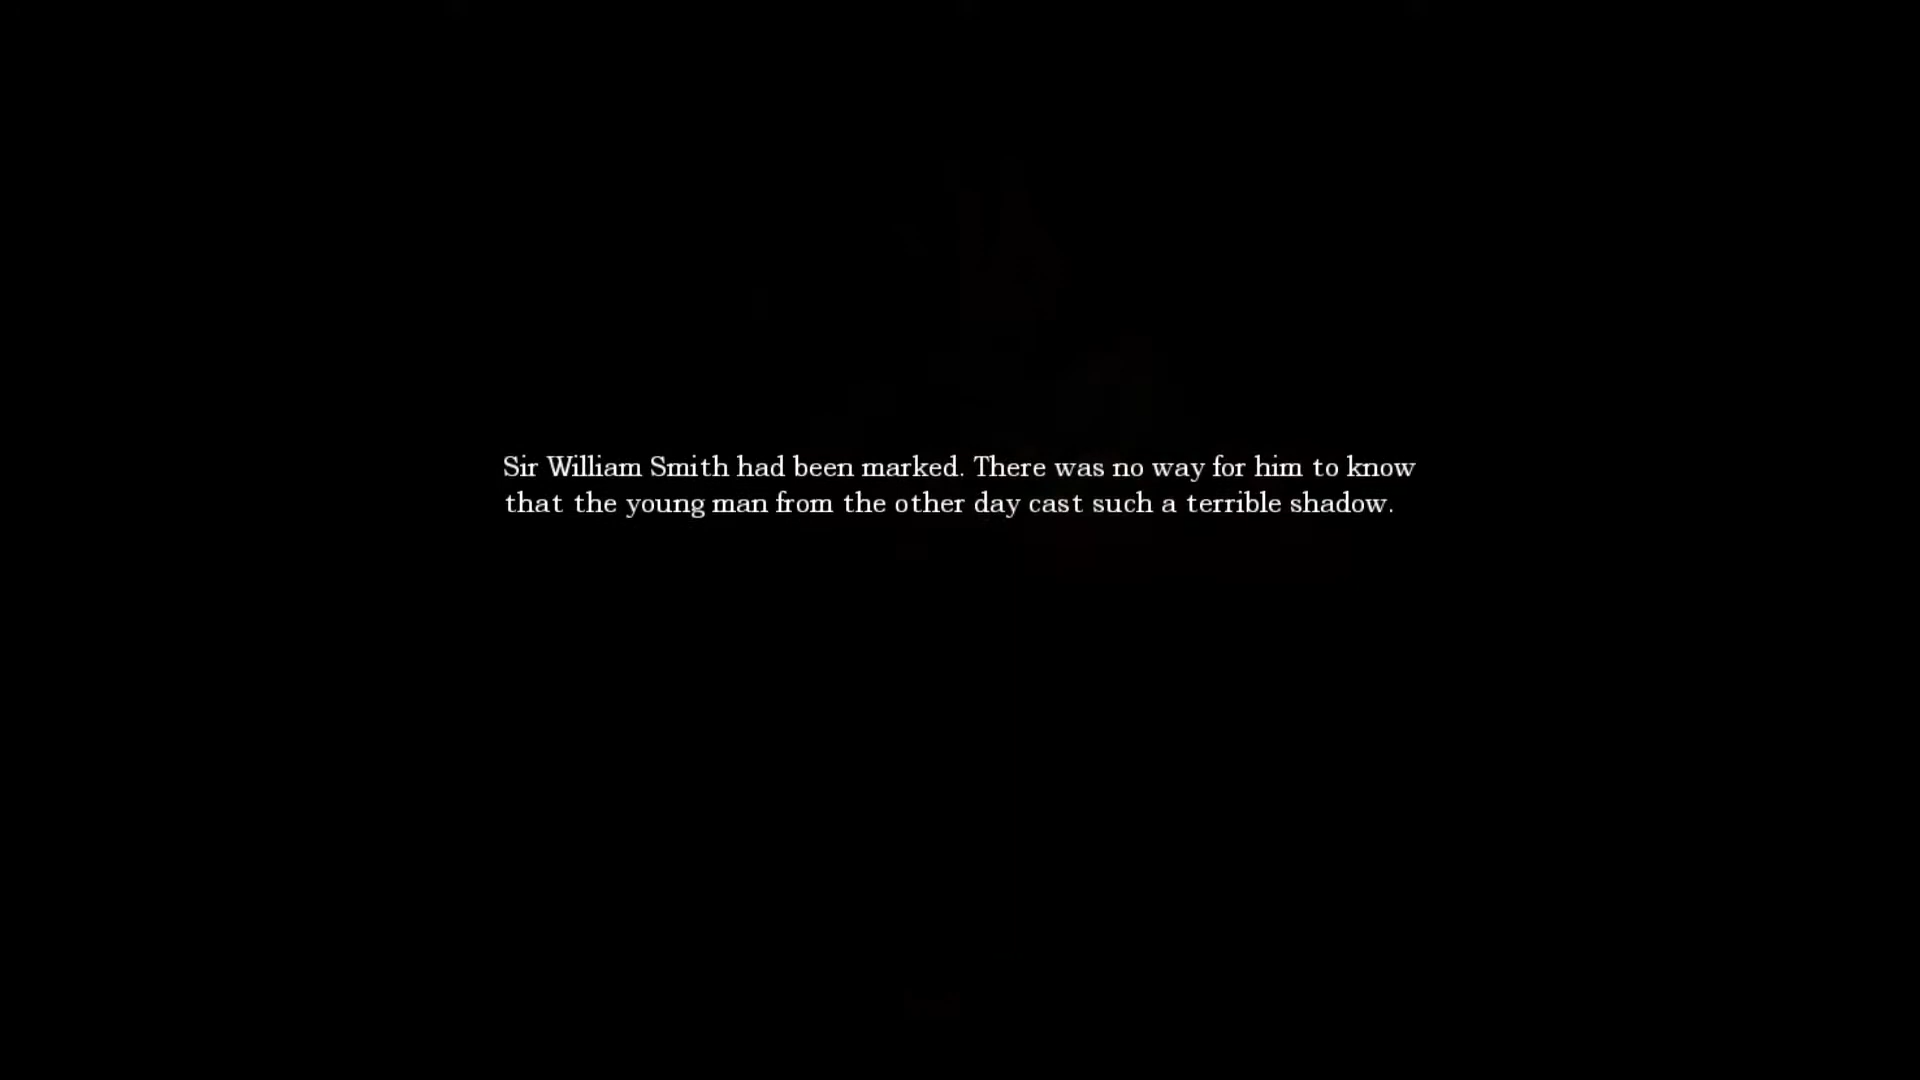 Sir William Smith had been marked. There was no way for him to know
that the young man from the other day cast such a terrible shadow.